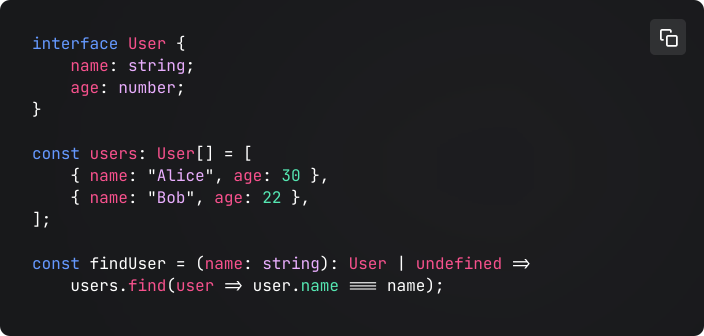 interface User {
    name: string;
    age: number;
}

const users: User[] = [
    { name: "Alice", age: 30 },
    { name: "Bob", age: 22 },
];

const findUser = (name: string): User | undefined =>
    users.find(user => user.name === name);